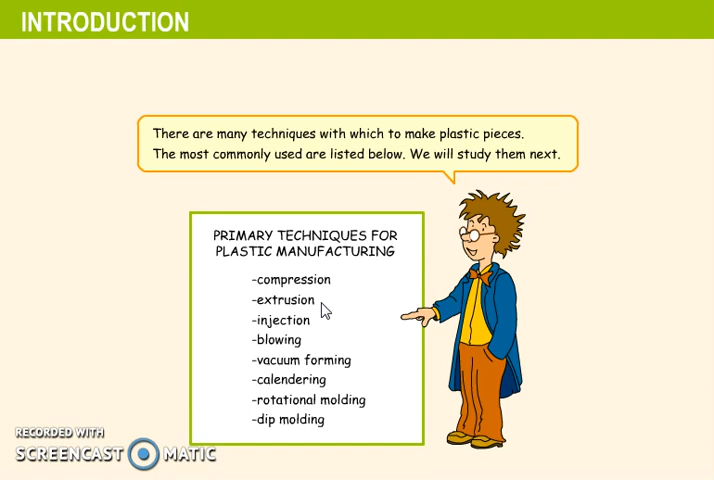 INTRODUCTION
There are many techniques with which to make plastic pieces.
The most commonly used are listed below. We will study them next.
PRIMARY TECHNIQUES FOR
PLASTIC MANUFACTURING
-compression
-extrusion
-injection
-blowing
-vacuum forming
-calendering
-rotational molding
-dip molding
RECORDED WITH
SCREENCAST MATIC